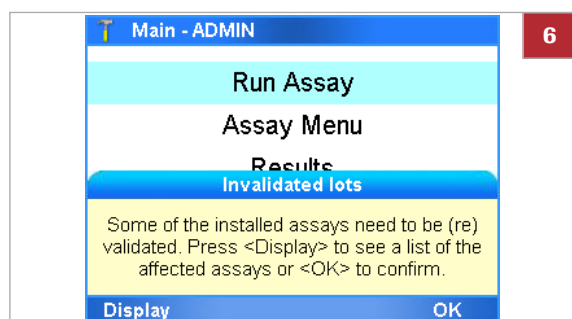 Main - ADMIN
6
Run Assay
Assay Menu
Results
Invalidated lots
Some of the installed assays need to be (re)
validated. Press <Display> to see a list of the
affected assays or <OK> to confirm.
Display OK